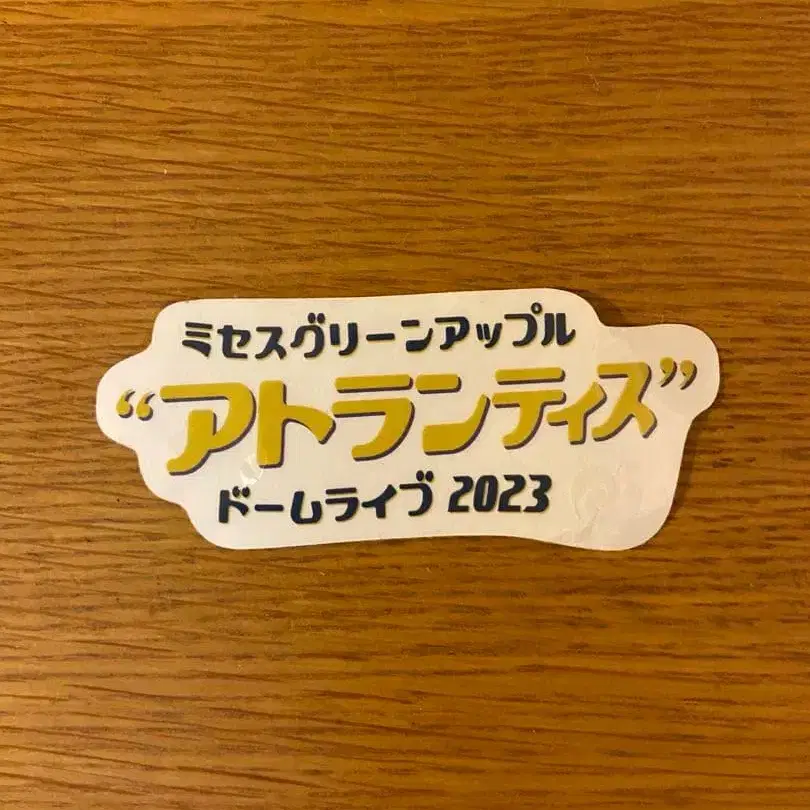 ミセスグリーンアップル
“アトランティス”
ドームライブ 2023